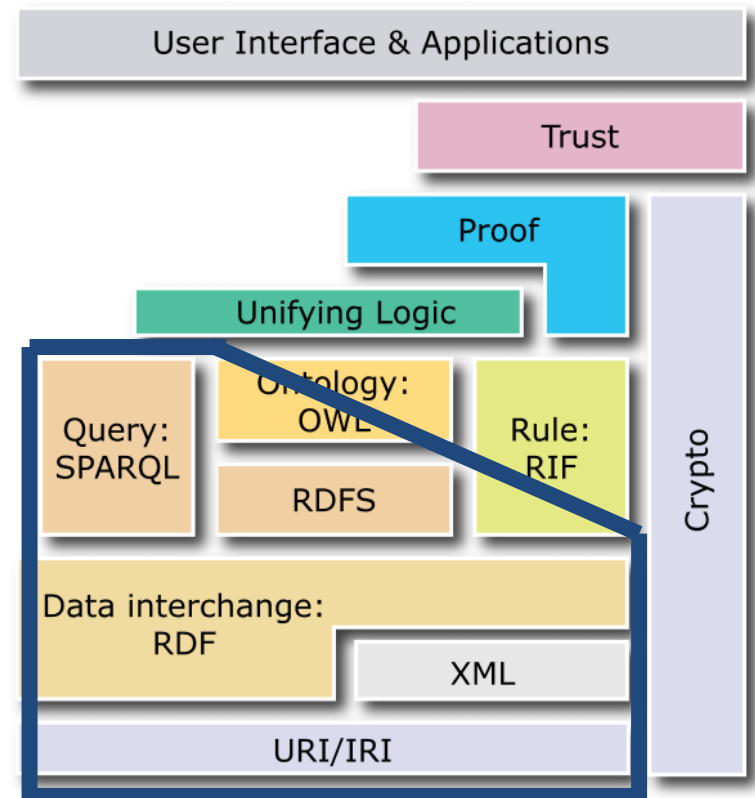 User Interface & Applications
Trust
Proof
Unifying Logic
Query:
SPARQL
Ontology:
OWL
RDFS
Rule:
RIF
Crypto
Data interchange:
RDF
XML
URI/IRI